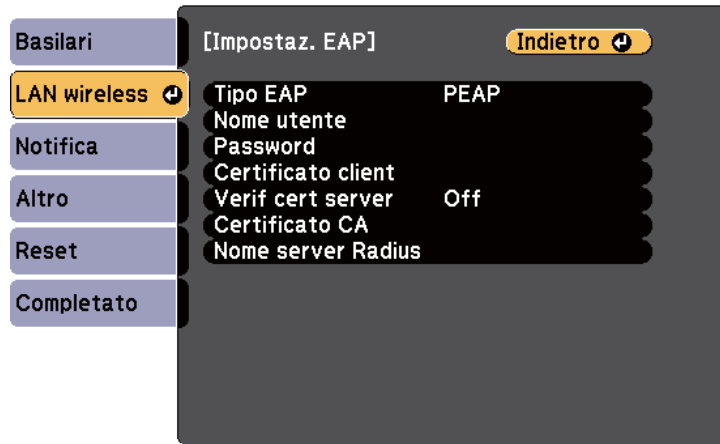 Basilari
LAN wireless
Notifica
Altro
Reset
Completato
[Impostaz. EAP]
Indietro
Tipo EAP PEAP
Nome utente
Password
Certificato client
Verif cert server Off
Certificato CA
Nome server Radius